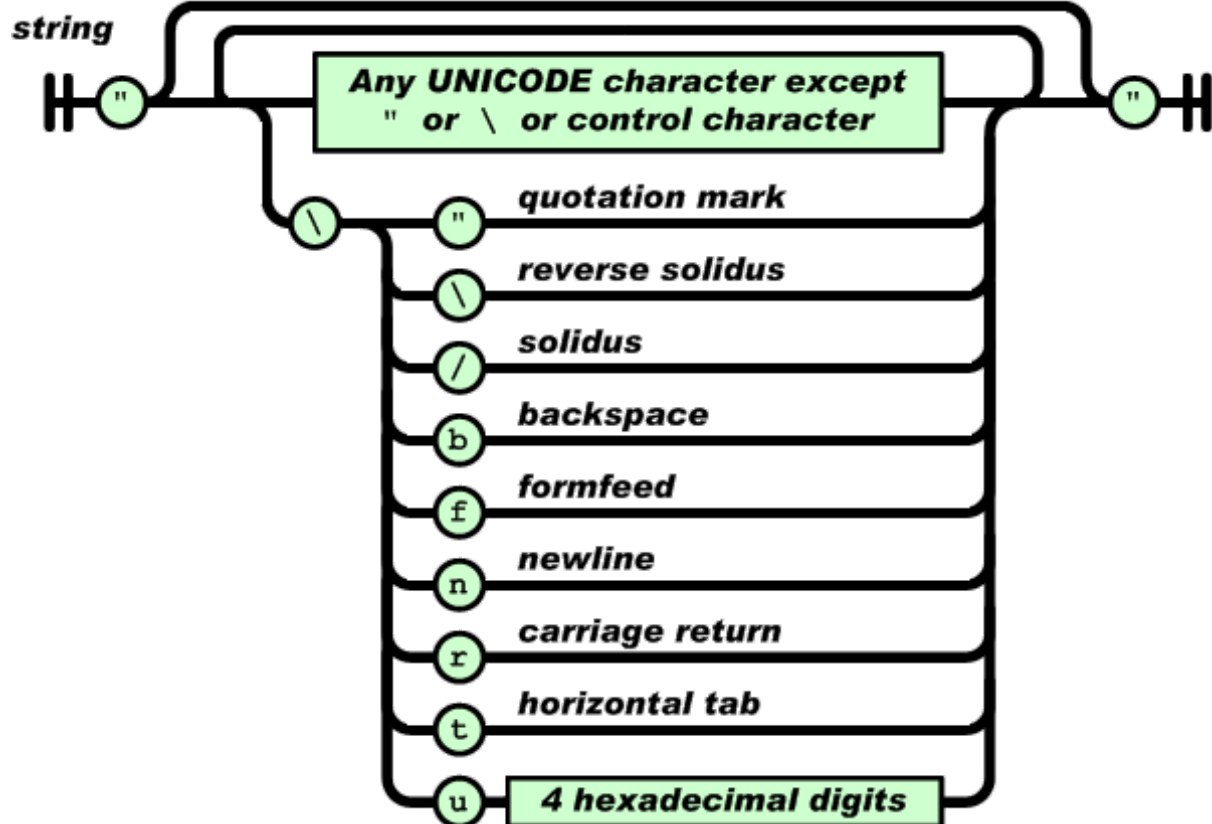 string
"
Any UNICODE character except
" or \ or control character
"
\
" quotation mark
\ reverse solidus
/ solidus
b backspace
f formfeed
n newline
r carriage return
t horizontal tab
u 4 hexadecimal digits